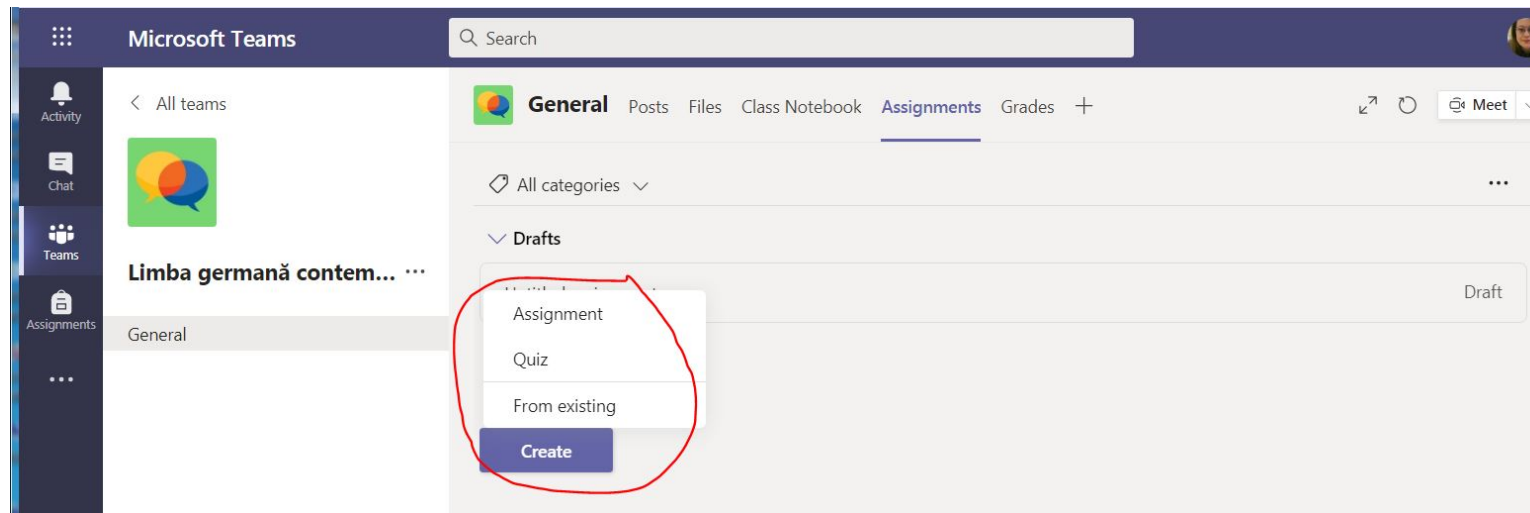 Microsoft Teams
Search
Activity
Chat
Teams
Assignments
All teams
Limba germană contem... ...
General
General Posts Files Class Notebook Assignments Grades +
Meet
All categories
Drafts
Draft
Assignment
Quiz
From existing
Create